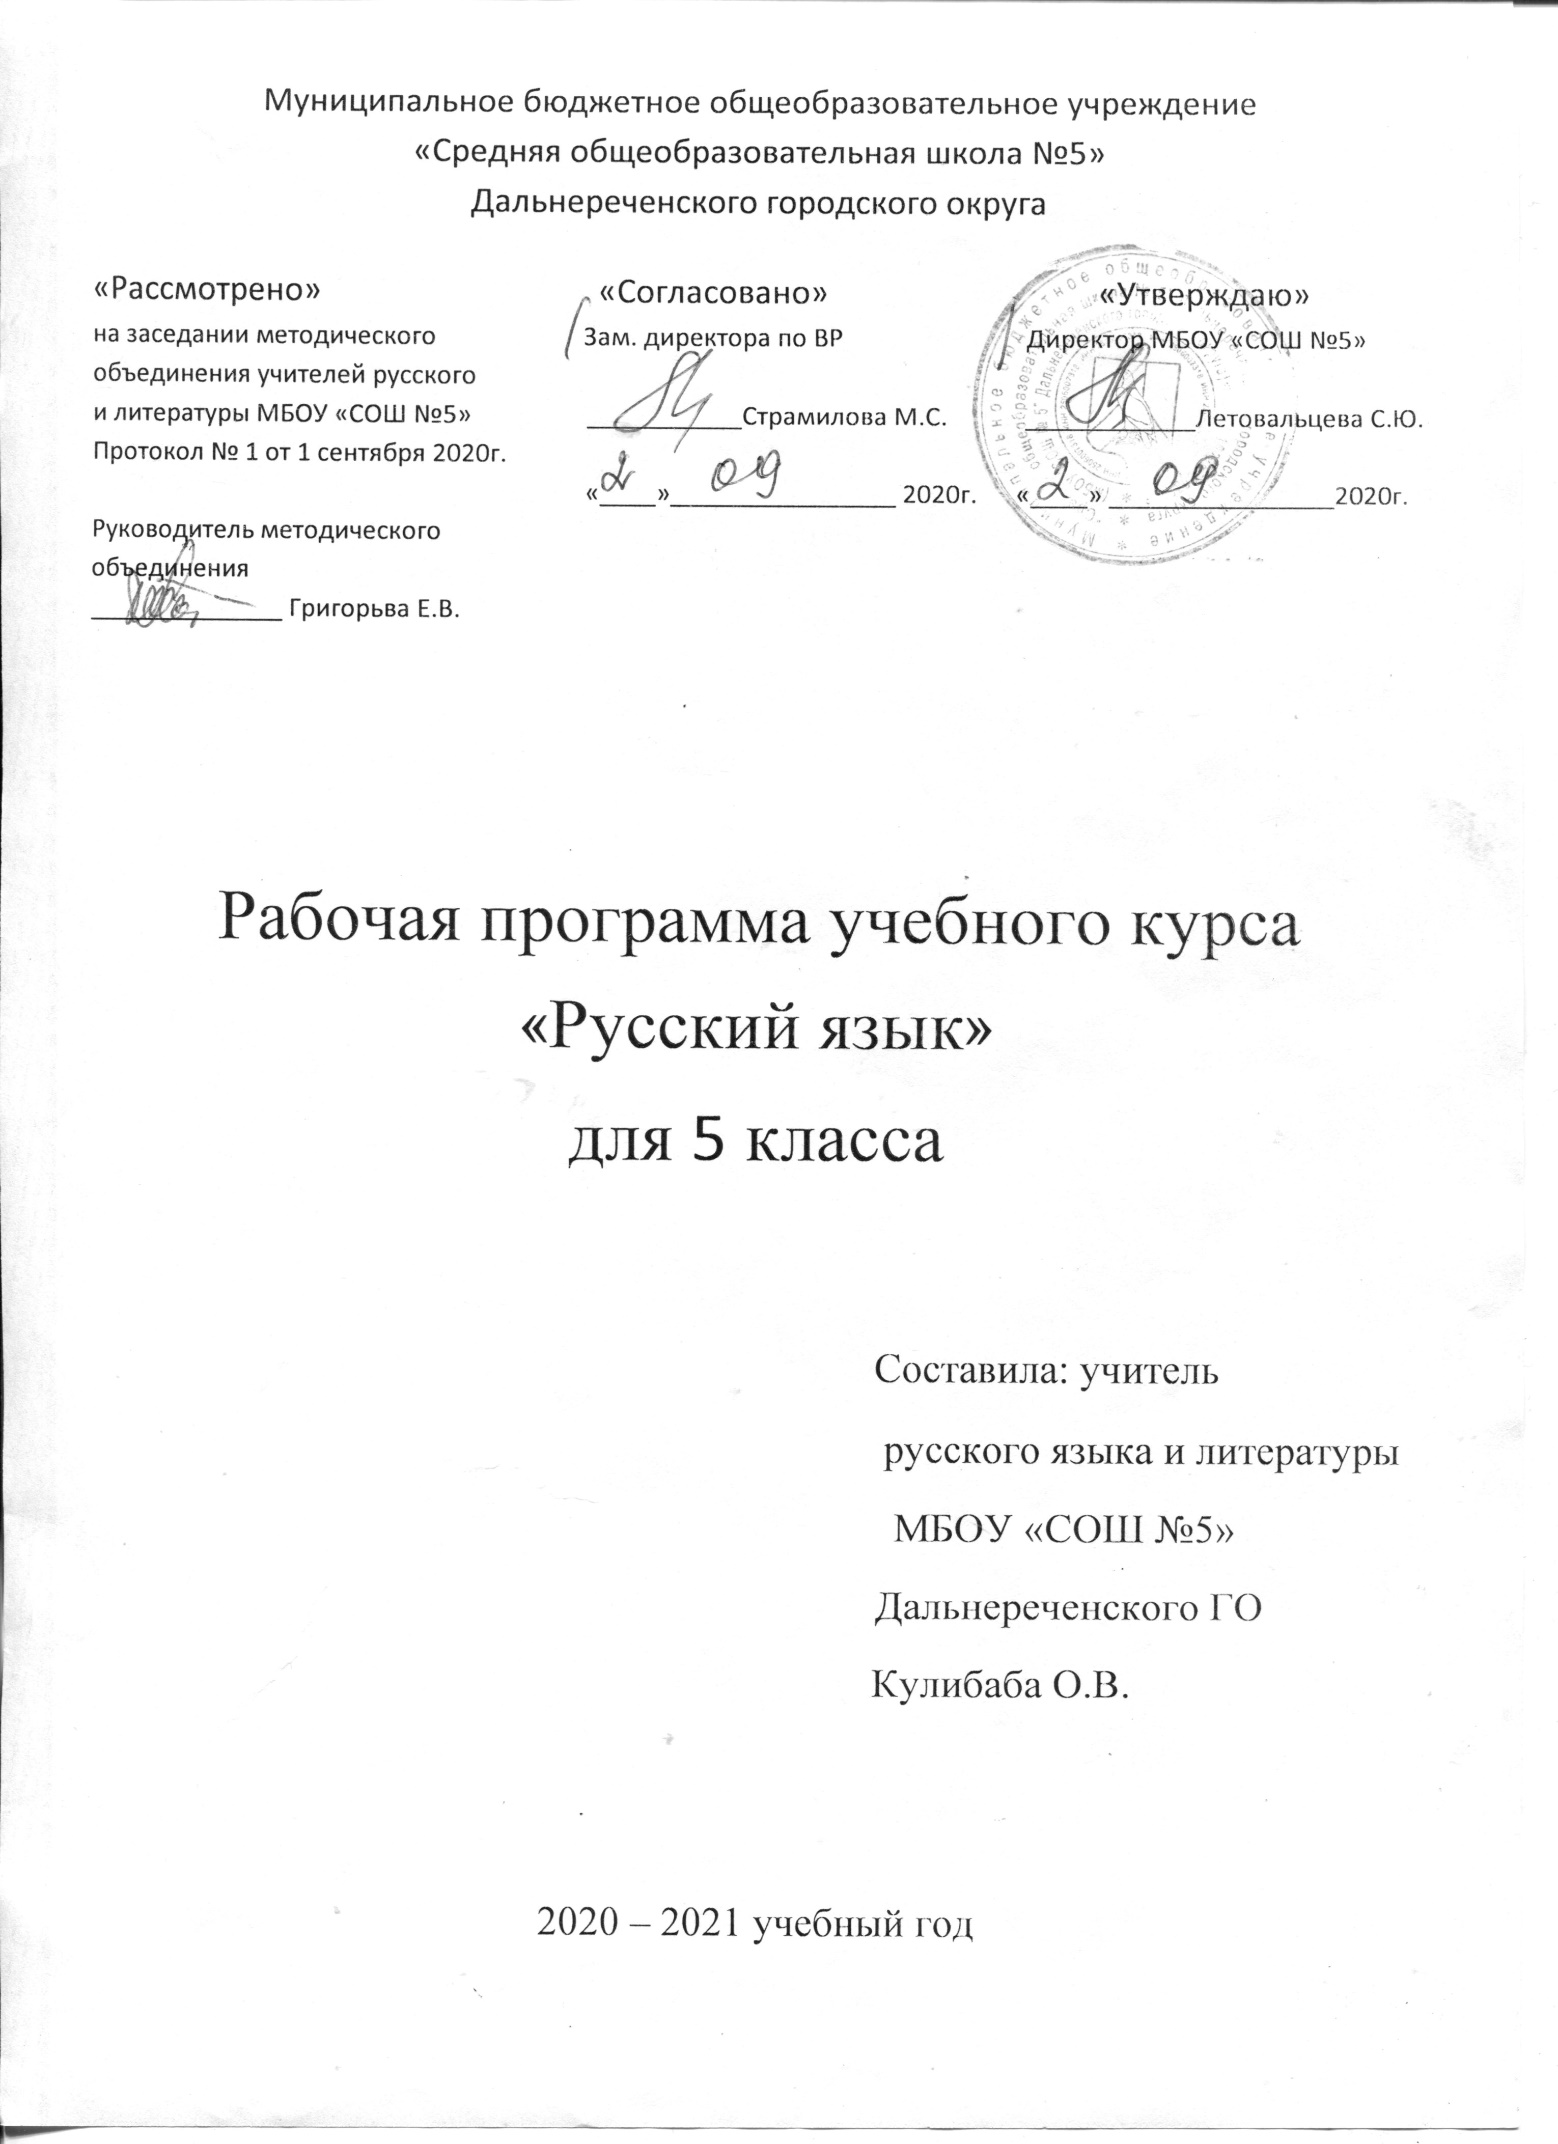 Муниципальное бюджетное общеобразовательное учреждение
«Средняя общеобразовательная школа №5»
Дальнереченского городского округа
«Рассмотрено»
на заседании методического
объединения учителей русского
и литературы МБОУ «СОШ №5»
Протокол № 1 от 1 сентября 2020г.
Руководитель методического
объединения
Григорьва Е.В.
«Согласовано»
Зам. директора по ВР
Страмилова М.С.
«2» 09 2020г.
«Утверждаю»
Директор МБОУ «СОШ №5»
Летовальцева С.Ю.
«2» 09 2020г.
Рабочая программа учебного курса
«Русский язык»
для 5 класса
Составила: учитель
русского языка и литературы
МБОУ «СОШ №5»
Дальнереченского ГО
Кулибаба О.В.
2020 – 2021 учебный год